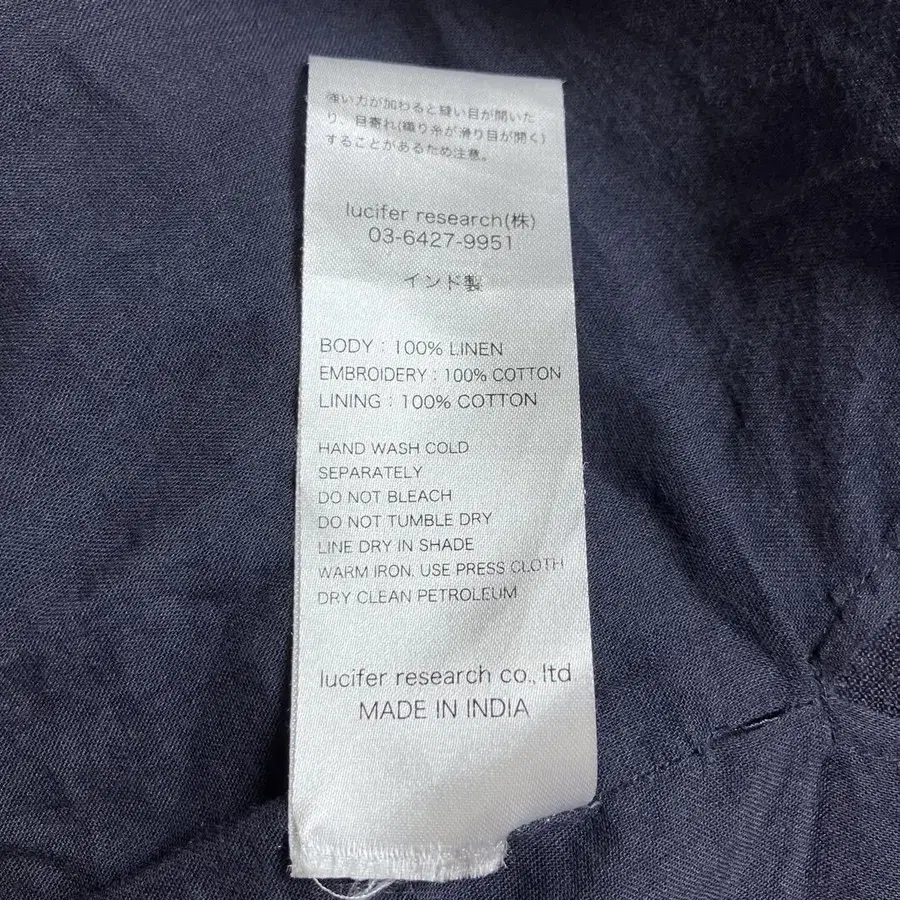 強い力が加わると縫い目が開いた
り、目寄れ(織り糸が滑り目が開く)
することがあるため注意。
lucifer research(株)
03-6427-9951
インド製
BODY : 100% LINEN
EMBROIDERY : 100% COTTON
LINING : 100% COTTON
HAND WASH COLD
SEPARATELY
DO NOT BLEACH
DO NOT TUMBLE DRY
LINE DRY IN SHADE
WARM IRON. USE PRESS CLOTH
DRY CLEAN PETROLEUM
lucifer research co., ltd
MADE IN INDIA